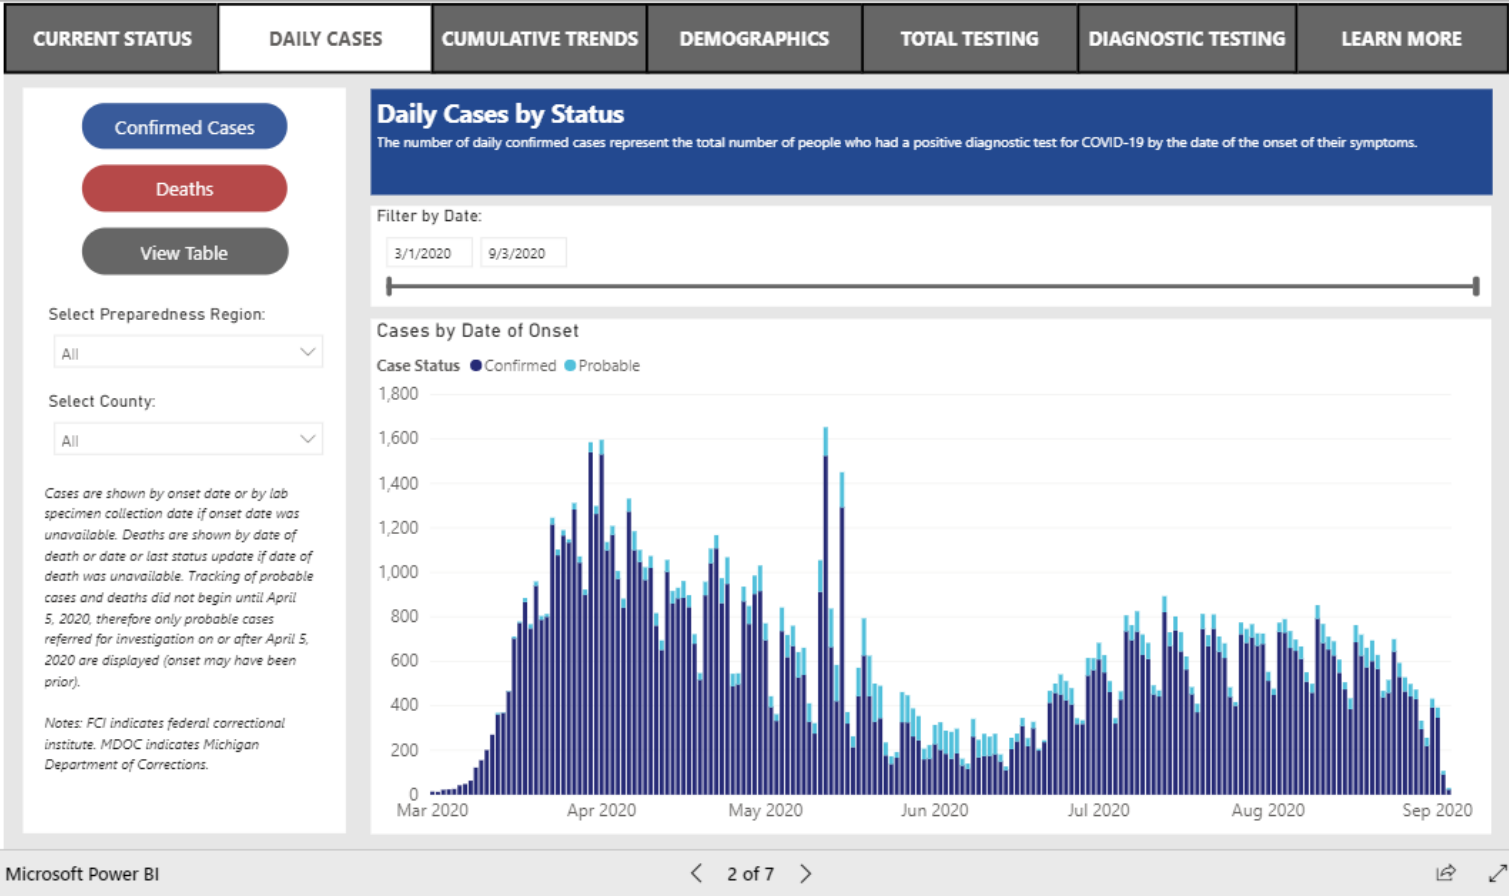 CURRENT STATUS
DAILY CASES
CUMULATIVE TRENDS
DEMOGRAPHICS
TOTAL TESTING
DIAGNOSTIC TESTING
LEARN MORE
Confirmed Cases
Deaths
View Table
Select Preparedness Region:
All
Select County:
All
Cases are shown by onset date or by lab
specimen collection date if onset date was
unavailable. Deaths are shown by date of
death or date or last status update if date of
death was unavailable. Tracking of probable
cases and deaths did not begin until April
5, 2020, therefore only probable cases
referred for investigation on or after April 5,
2020 are displayed (onset may have been
prior).
Notes: FCI indicates federal correctional
institute. MDOC indicates Michigan
Department of Corrections.
Daily Cases by Status
The number of daily confirmed cases represent the total number of people who had a positive diagnostic test for COVID-19 by the date of the onset of their symptoms.
Filter by Date:
3/1/2020
9/3/2020
Cases by Date of Onset
Case Status Confirmed Probable
1,800
1,600
1,400
1,200
1,000
800
600
400
200
0
Mar 2020
Apr 2020
May 2020
Jun 2020
Jul 2020
Aug 2020
Sep 2020
Microsoft Power BI
2 of 7